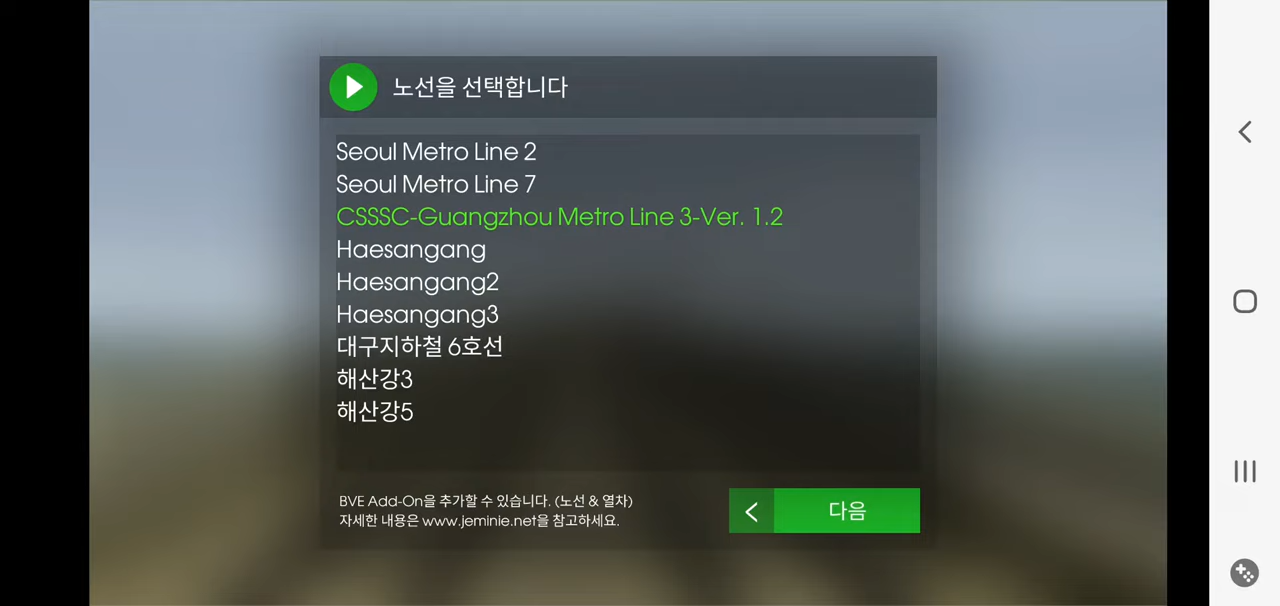 노선을 선택합니다
Seoul Metro Line 2
Seoul Metro Line 7
CSSSC-Guangzhou Metro Line 3-Ver. 1.2
Haesangang
Haesangang2
Haesangang3
대구지하철 6호선
해산강3
해산강5
BVE Add-On을 추가할 수 있습니다. (노선 & 열차)
자세한 내용은 www.jeminie.net을 참고하세요.
다음